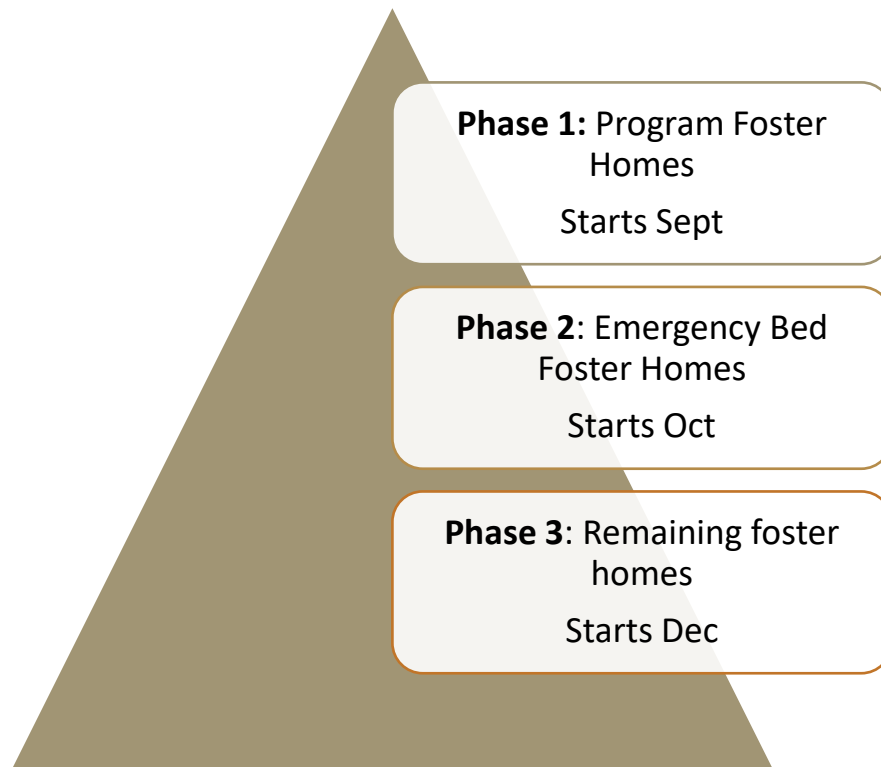 Phase 1: Program Foster
Homes
Starts Sept
Phase 2: Emergency Bed
Foster Homes
Starts Oct
Phase 3: Remaining foster
homes
Starts Dec